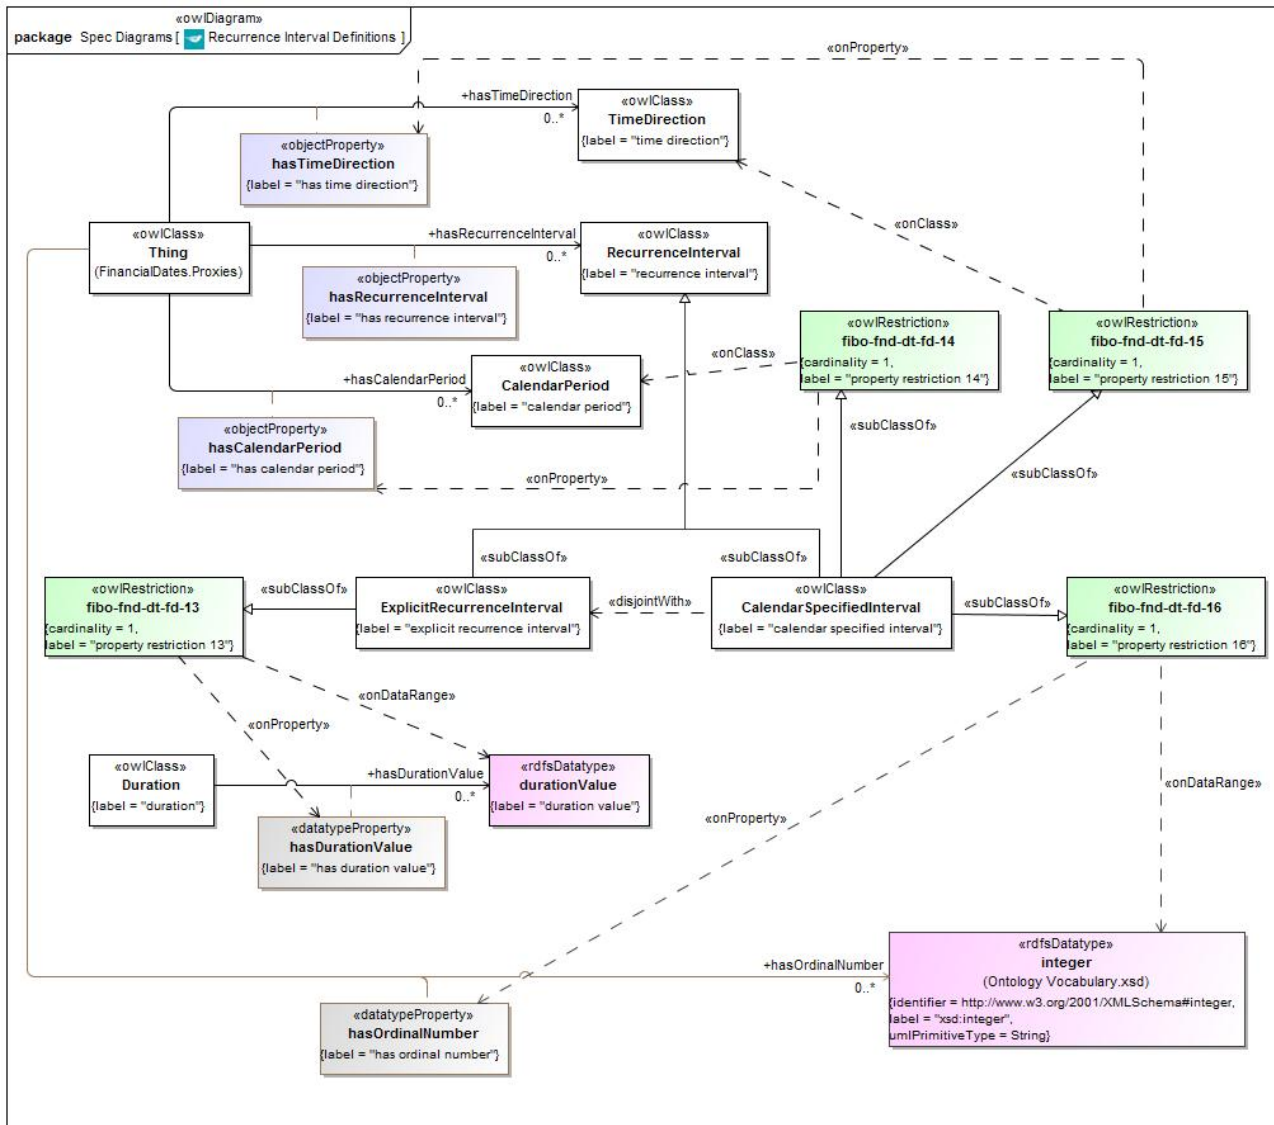 «owlDiagram»
package Spec Diagrams [ Recurrence Interval Definitions ]
«onProperty»
+hasTimeDirection
0..*
«owlClass»
TimeDirection
{label = "time direction"}
«objectProperty»
hasTimeDirection
{label = "has time direction"}
«onClass»
«owlClass»
Thing
(FinancialDates.Proxies)
+hasRecurrenceInterval
0..*
«owlClass»
RecurrenceInterval
{label = "recurrence interval"}
«objectProperty»
hasRecurrenceInterval
{label = "has recurrence interval"}
«owlRestriction»
fibo-fnd-dt-fd-14
{cardinality = 1,
label = "property restriction 14"}
«owlRestriction»
fibo-fnd-dt-fd-15
{cardinality = 1,
label = "property restriction 15"}
«onClass»
+hasCalendarPeriod
0..*
«owlClass»
CalendarPeriod
{label = "calendar period"}
«objectProperty»
hasCalendarPeriod
{label = "has calendar period"}
«subClassOf»
«onProperty»
«subClassOf»
«subClassOf»
«subClassOf»
«owlRestriction»
fibo-fnd-dt-fd-13
{cardinality = 1,
label = "property restriction 13"}
«subClassOf»
«owlClass»
ExplicitRecurrenceInterval
{label = "explicit recurrence interval"}
«disjointWith»
«owlClass»
CalendarSpecifiedInterval
{label = "calendar specified interval"}
«subClassOf»
«owlRestriction»
fibo-fnd-dt-fd-16
{cardinality = 1,
label = "property restriction 16"}
«onDataRange»
«onProperty»
«owlClass»
Duration
{label = "duration"}
+hasDurationValue
0..*
«rdfsDatatype»
durationValue
{label = "duration value"}
«onDataRange»
«onProperty»
«datatypeProperty»
hasDurationValue
{label = "has duration value"}
+hasOrdinalNumber
0..*
«rdfsDatatype»
integer
(Ontology Vocabulary.xsd)
{identifier = http://www.w3.org/2001/XMLSchema#integer,
label = "xsd:integer",
umlPrimitiveType = String}
«datatypeProperty»
hasOrdinalNumber
{label = "has ordinal number"}